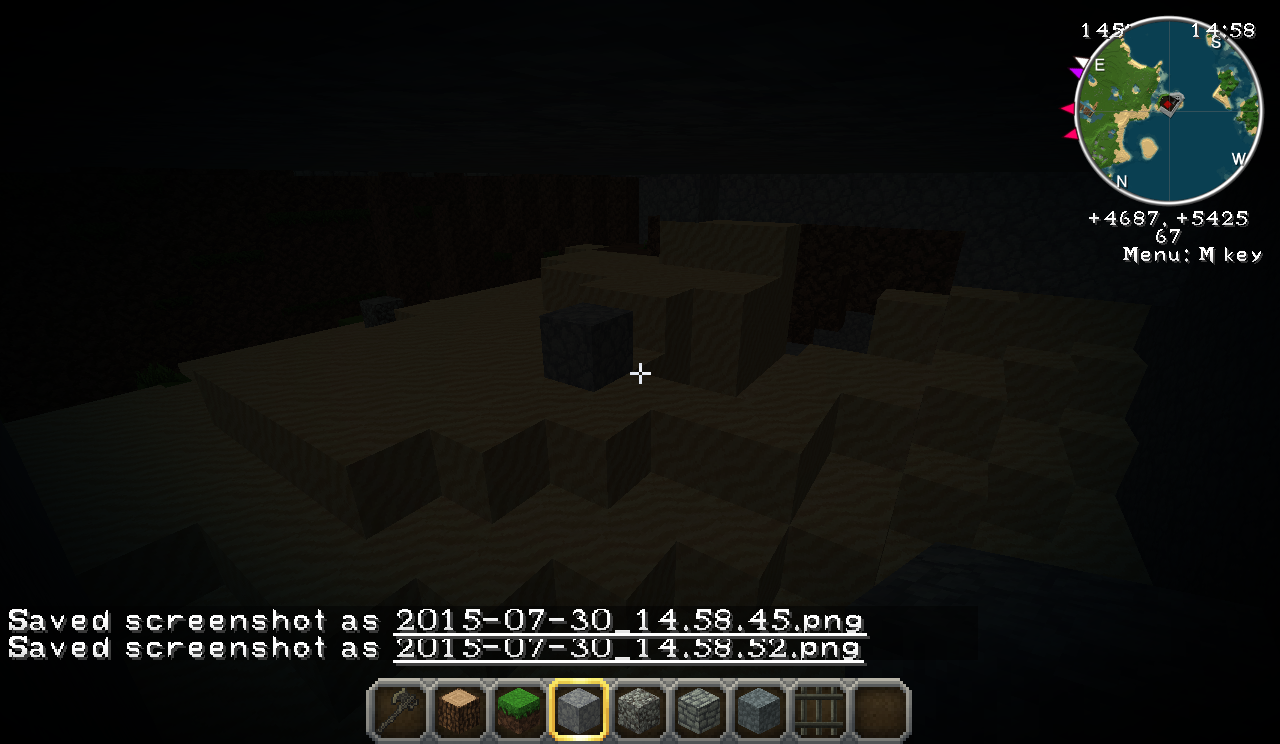 145
14:58
S
E
W
N
+4687, +5425
67
Menu: M key
Saved screenshot as 2015-07-30_14.58.45.png
Saved screenshot as 2015-07-30_14.58.52.png